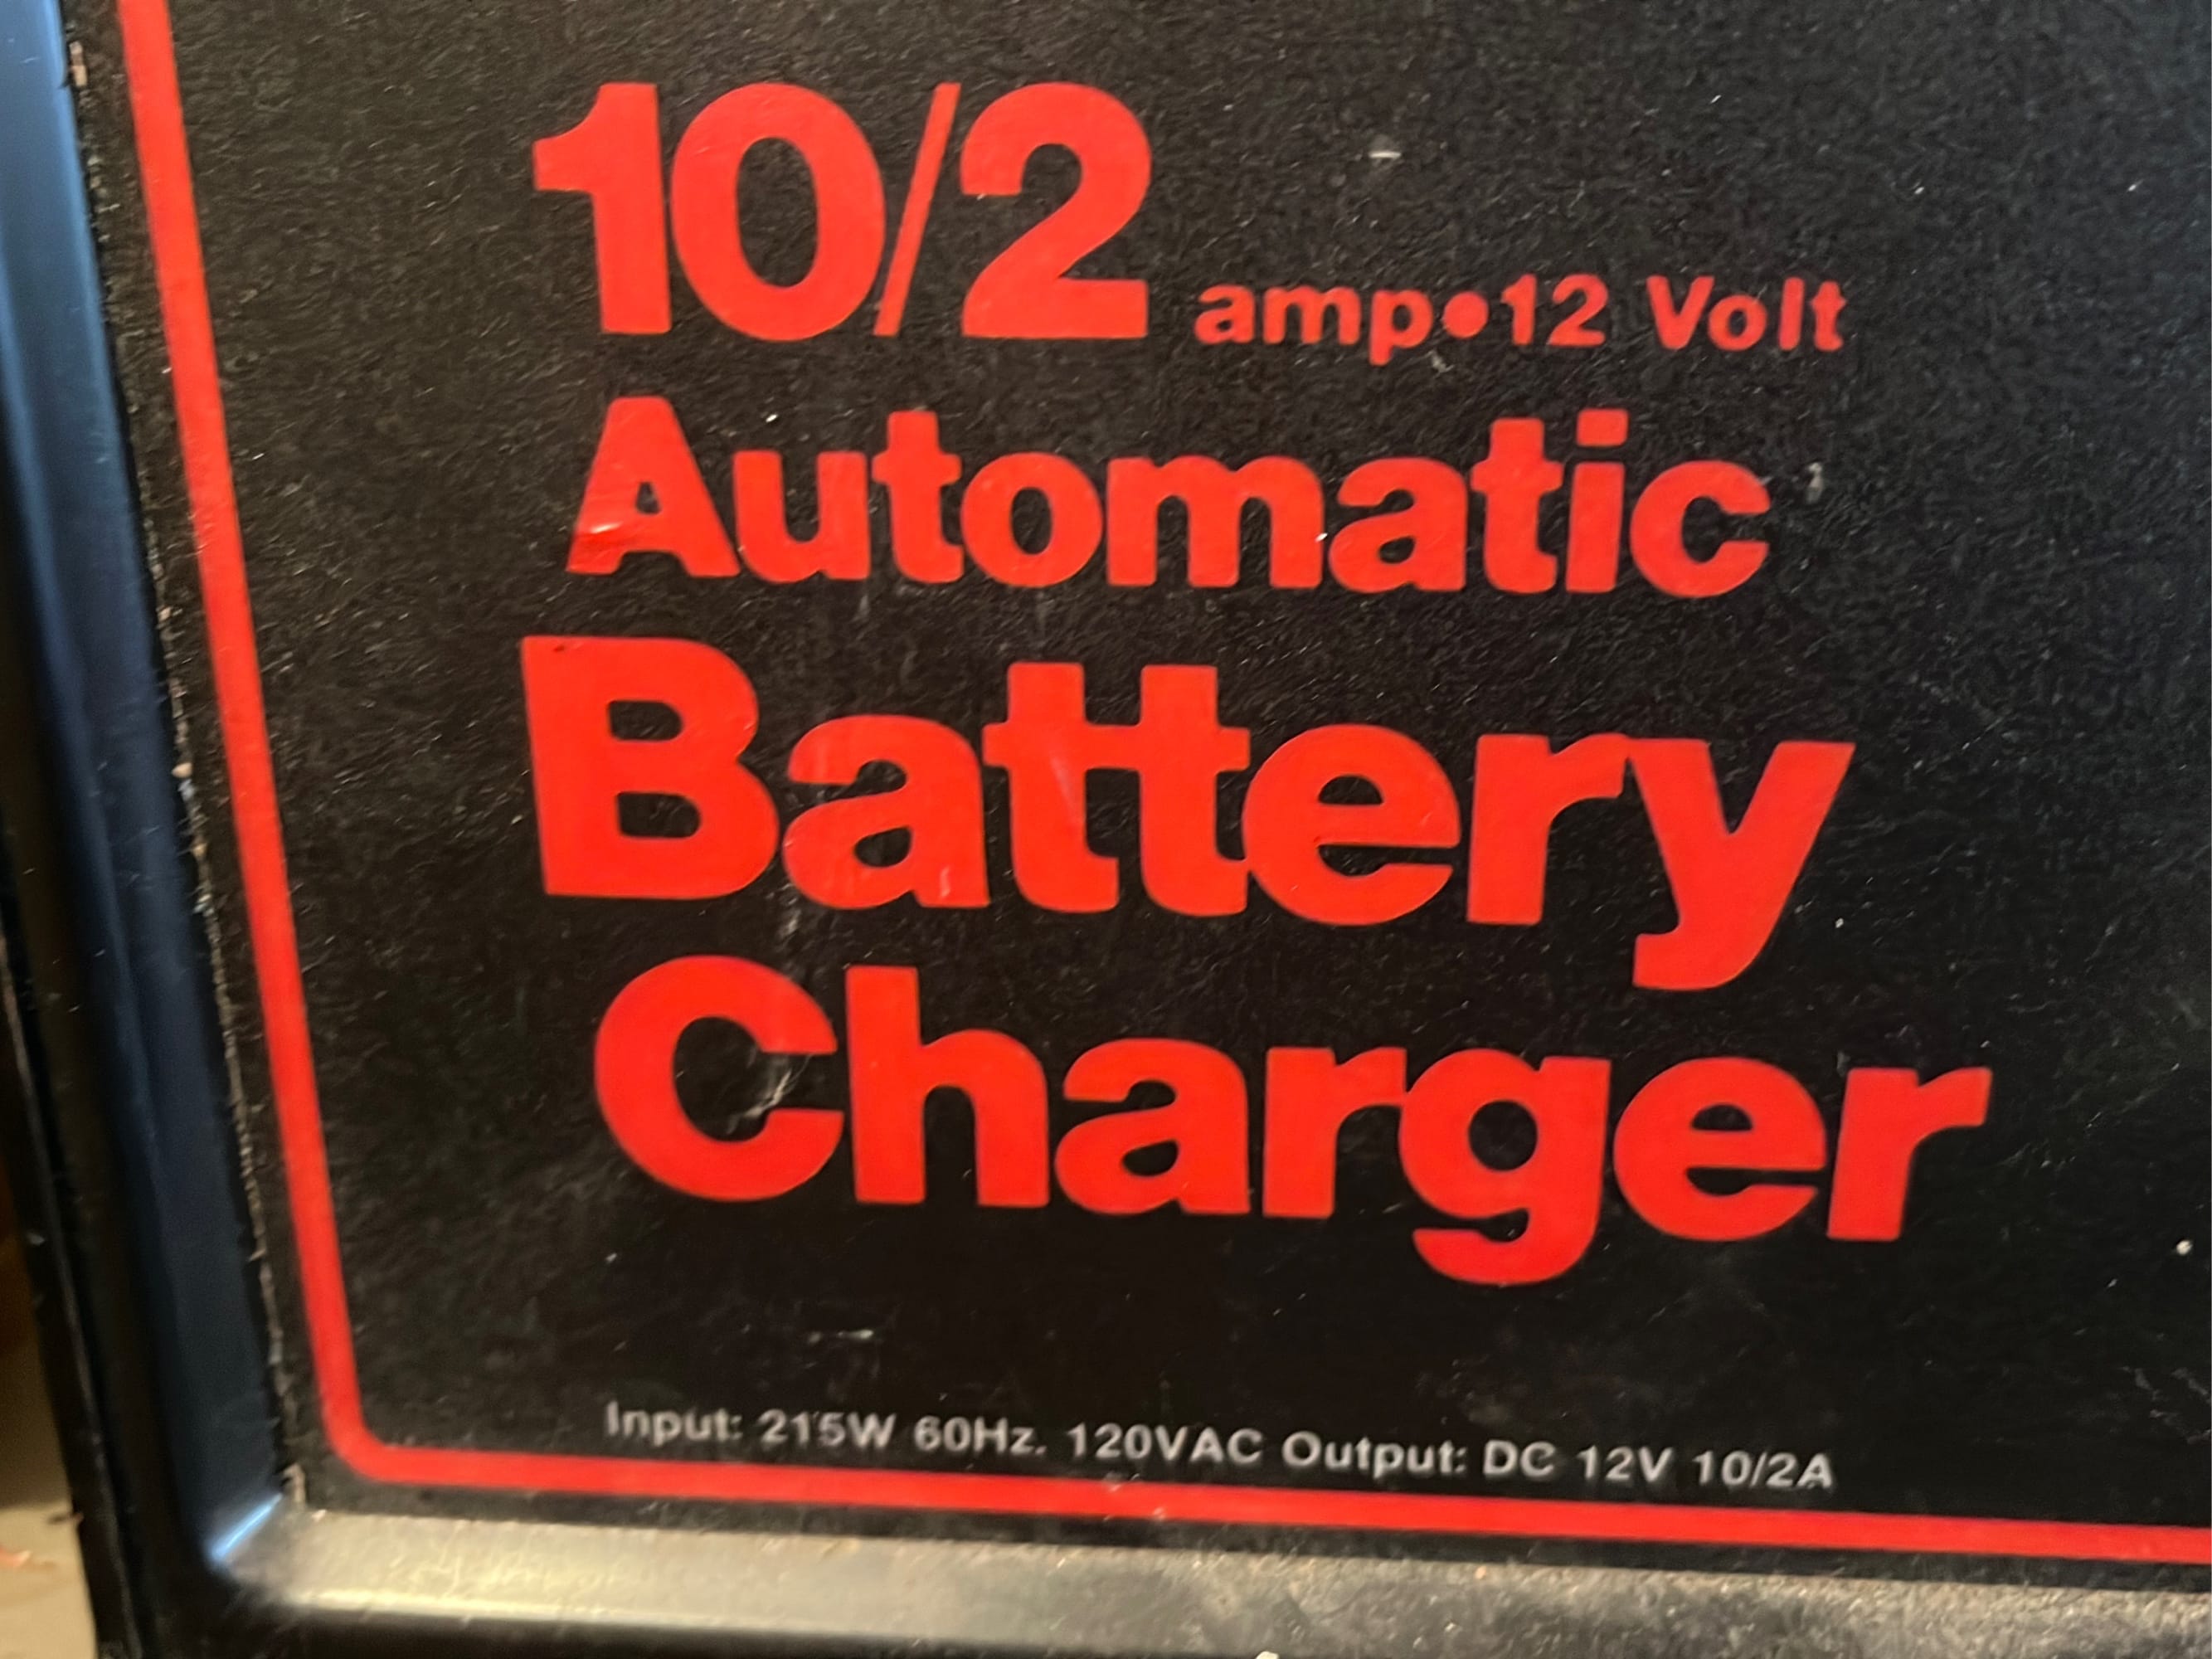 10/2 amp•12 Volt
Automatic
Battery
Charger
Input: 215W 60Hz. 120VAC Output: DC 12V 10/2A